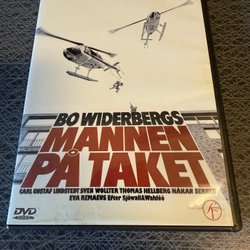 BO WIDERBERGS
MANNEN
PÅ TAKET
CARL GUSTAF LINDSTEDT SVEN WOLLTER THOMAS HELLBERG HÅKAN SERNER
EVA REMAEUS Efter Sjöwall&Wahlöö
DVD
SF